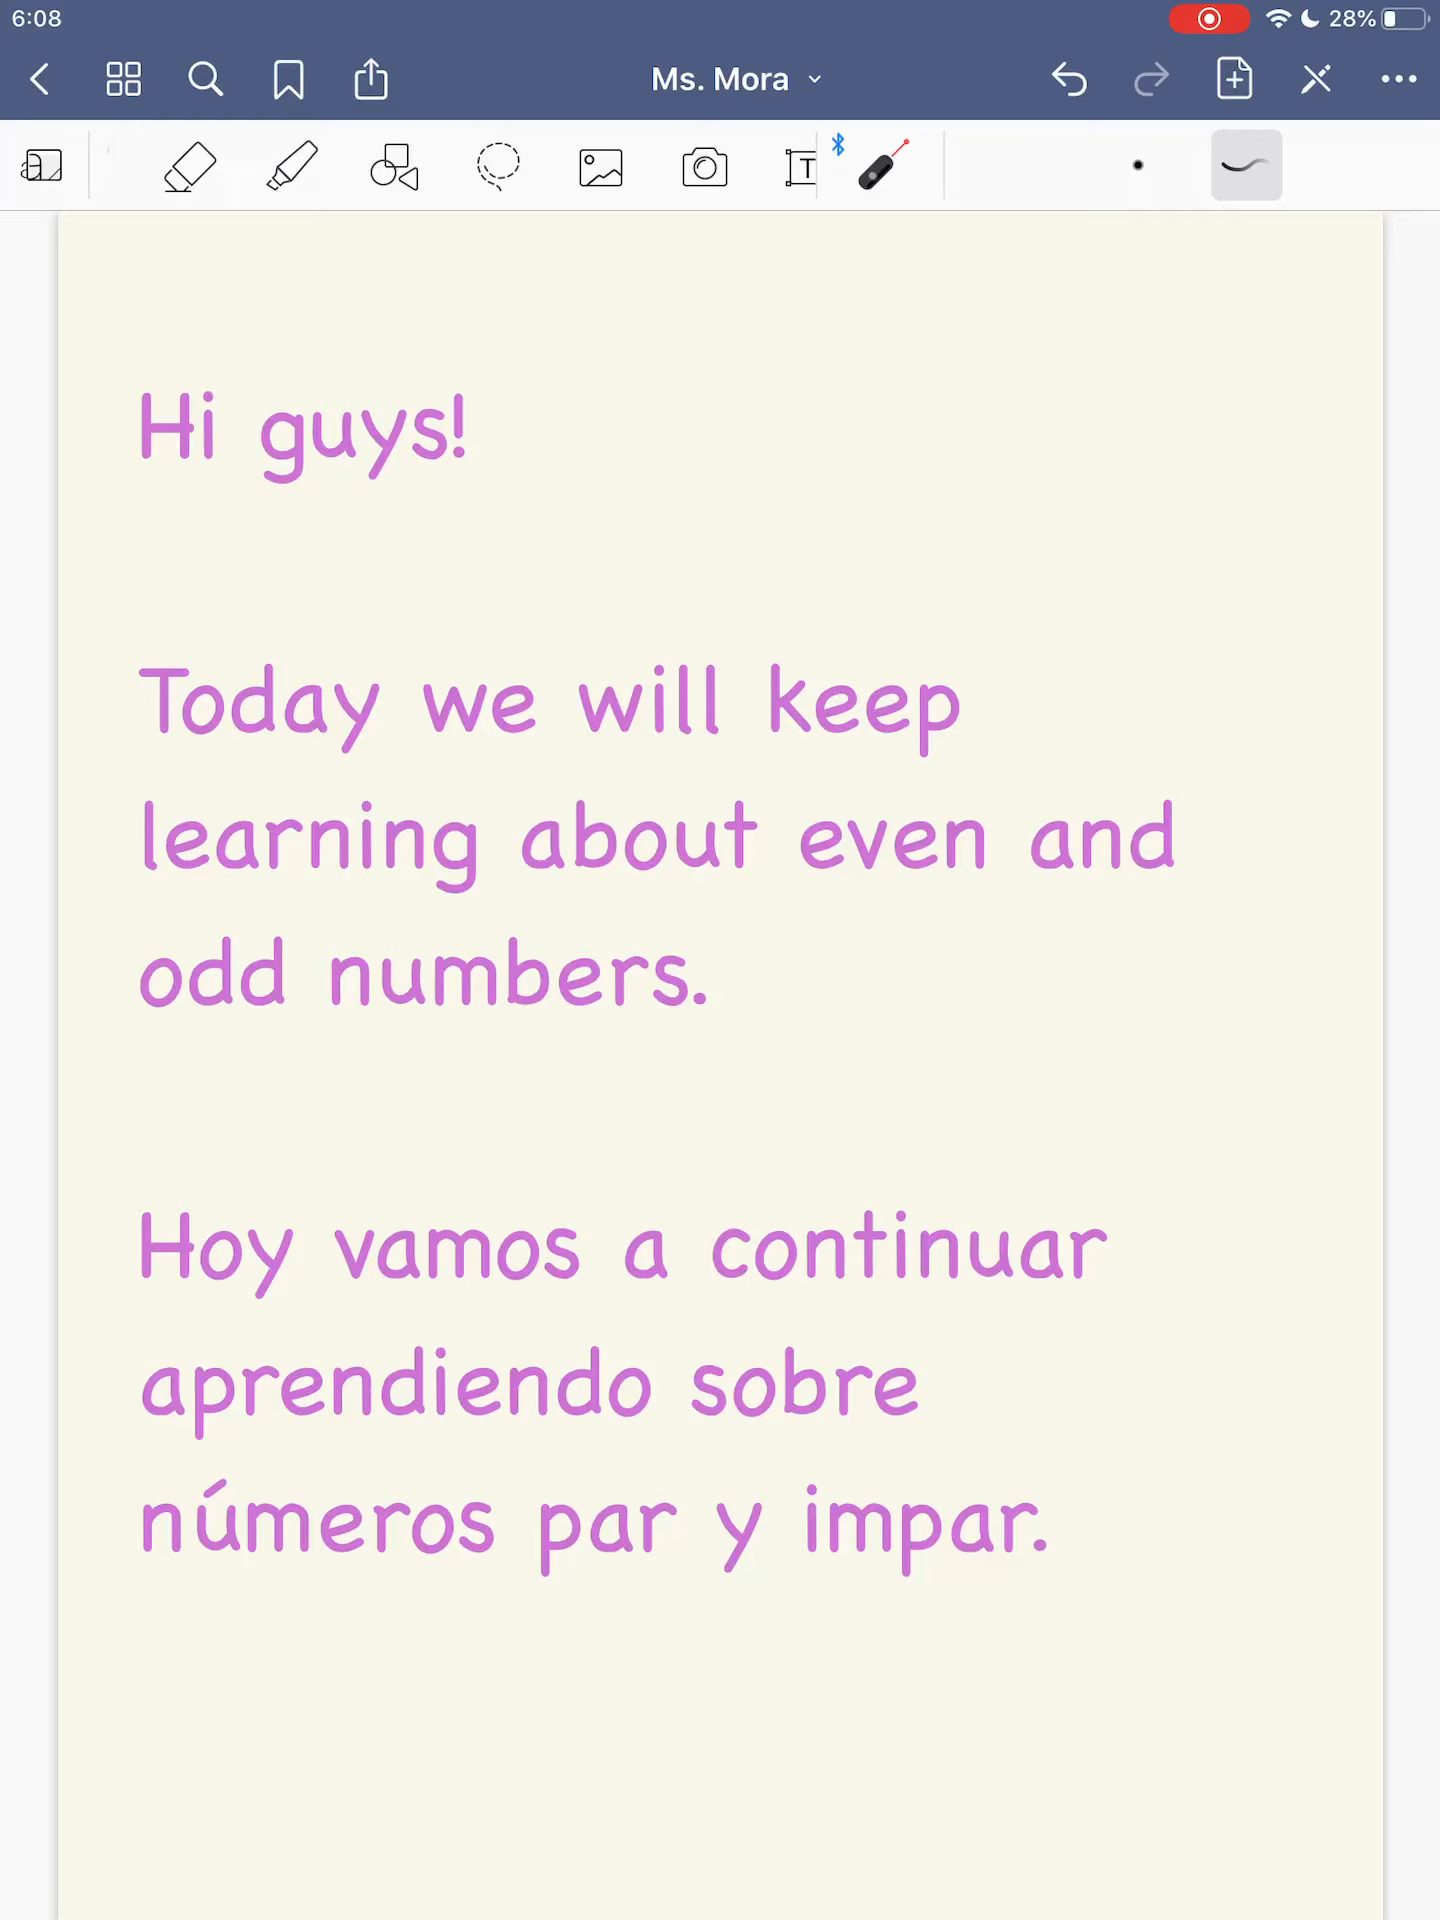 6:08
28%
Ms. Mora
Hi guys!
Today we will keep
learning about even and
odd numbers.
Hoy vamos a continuar
aprendiendo sobre
números par y impar.